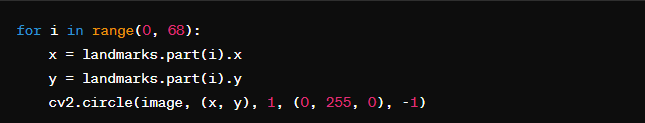 for i in range(0, 68):
    x = landmarks.part(i).x
    y = landmarks.part(i).y
    cv2.circle(image, (x, y), 1, (0, 255, 0), -1)